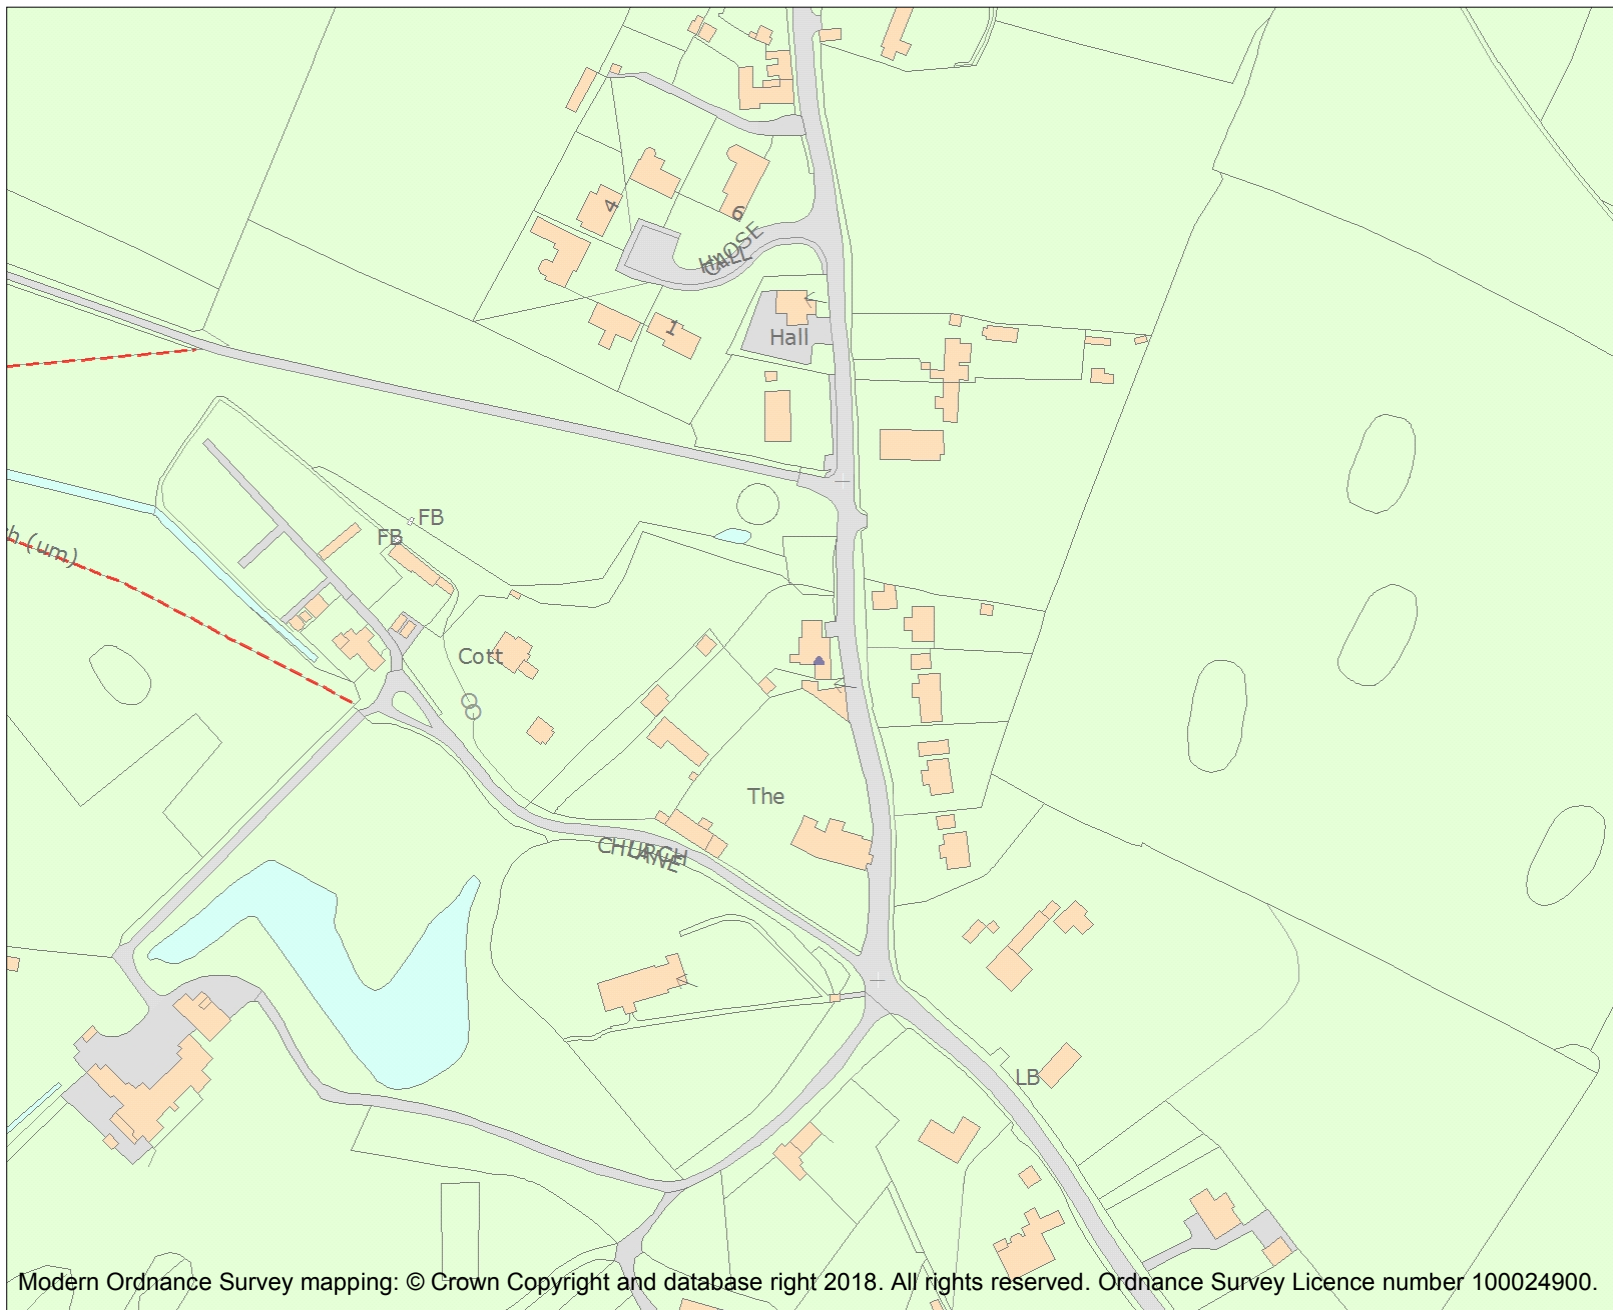 4
6
HALL
CLOSE
1
Hall
FB
FB
h (um)
Cott
The
CHURCH
LANE
LB
Modern Ordnance Survey mapping: © Crown Copyright and database right 2018. All rights reserved. Ordnance Survey Licence number 100024900.